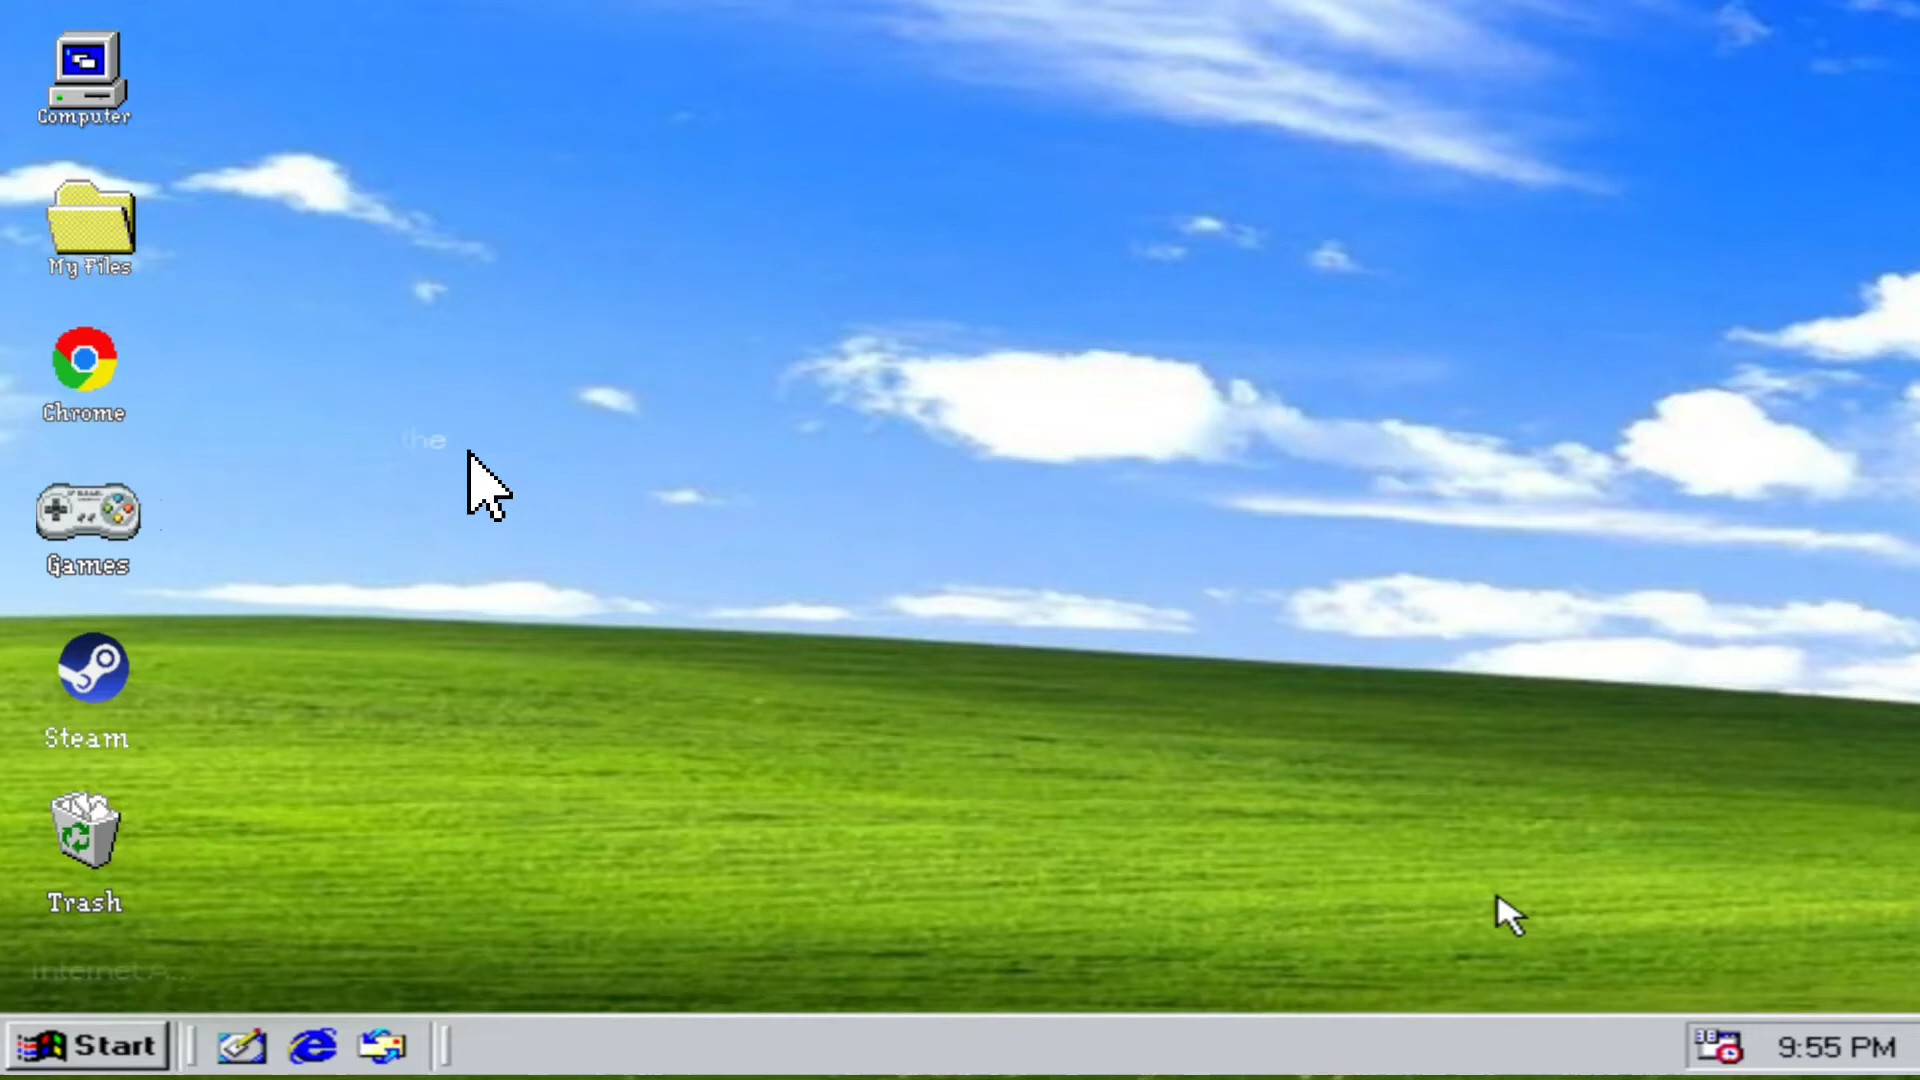 Computer
My Files
Chrome
the
Games
Steam
Trash
Start
9:55 PM